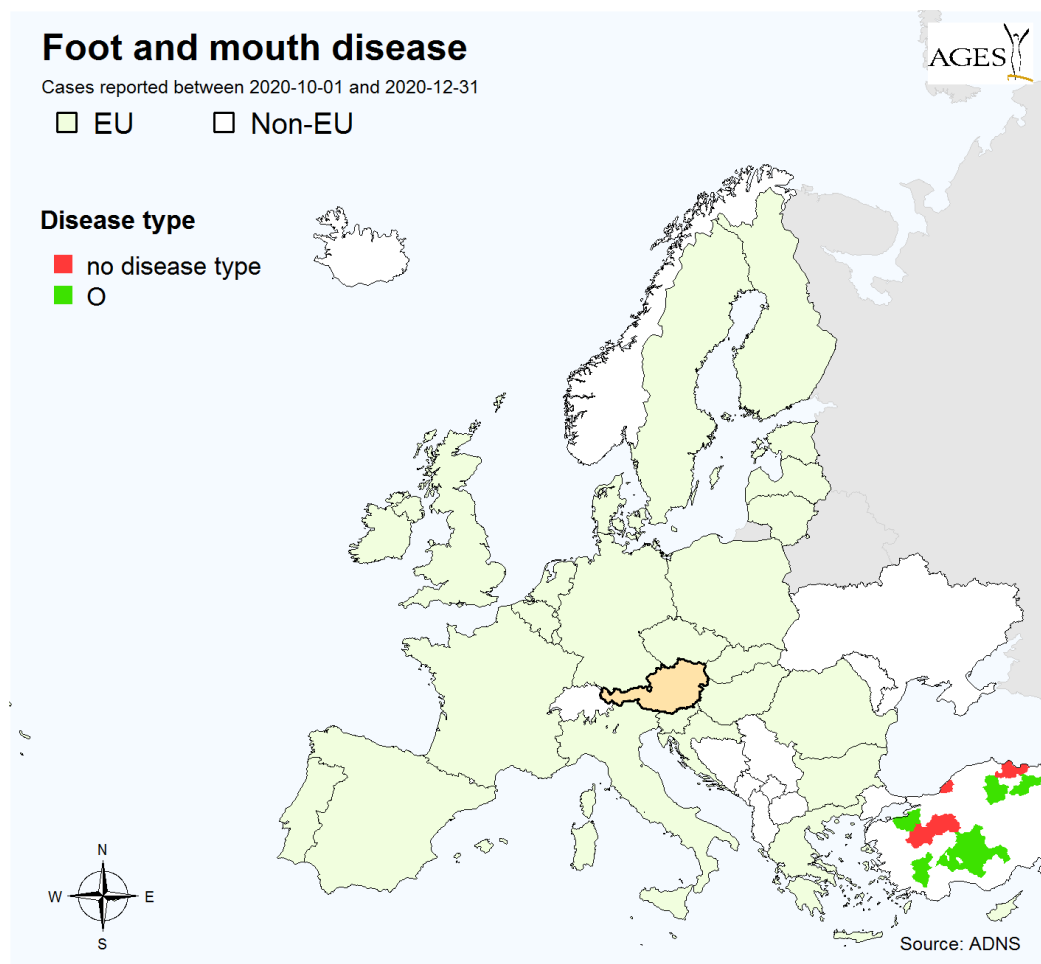 Foot and mouth disease
Cases reported between 2020-10-01 and 2020-12-31
EU Non-EU
AGES
Disease type
no disease type
O
N
W E
S
Source: ADNS